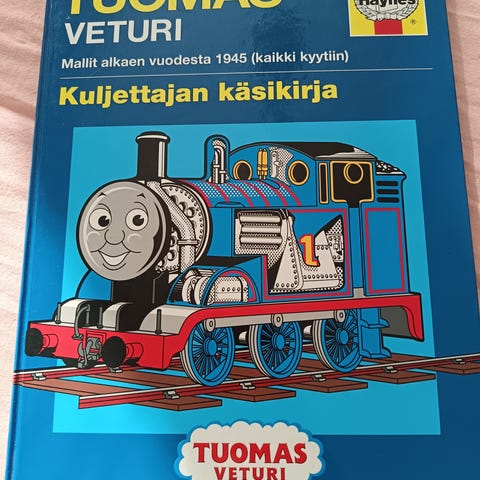 TUOMAS
VETURI
Haynes
Mallit alkaen vuodesta 1945 (kaikki kyytiin)
Kuljettajan käsikirja
1
TUOMAS
VETURI